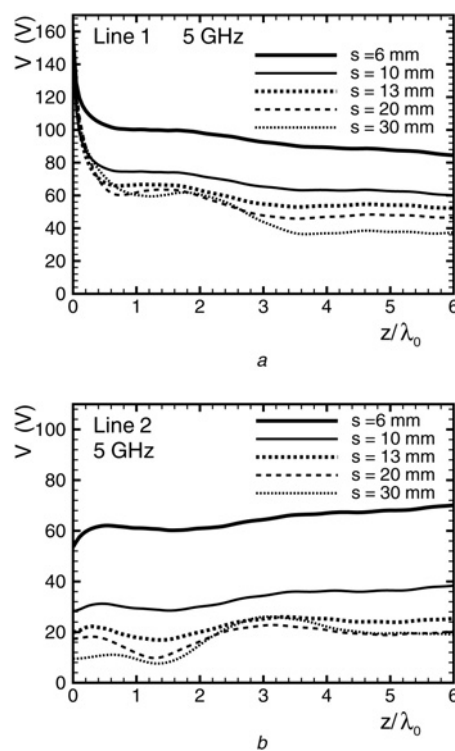 V (V)
160
140
120
100
80
60
40
20
0
Line 1 5 GHz
s =6 mm
s = 10 mm
s = 13 mm
s = 20 mm
s = 30 mm
0 1 2 3 4 5 6
z/λ₀
a
V (V)
100
80
60
40
20
0
Line 2
5 GHz
s =6 mm
s = 10 mm
s = 13 mm
s = 20 mm
s = 30 mm
0 1 2 3 4 5 6
z/λ₀
b